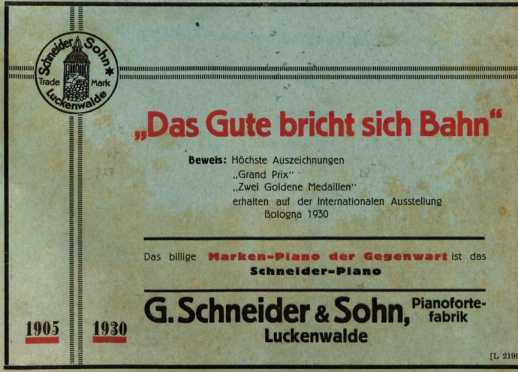 Schneider & Sohn *
Trade Mark
Luckenwalde
„Das Gute bricht sich Bahn“
Beweis: Höchste Auszeichnungen
„Grand Prix“
„Zwei Goldene Medaillen“
erhalten auf der Internationalen Ausstellung
Bologna 1930
Das billige Marken-Piano der Gegenwart ist das
Schneider-Piano
G. Schneider & Sohn, Pianoforte-
fabrik
Luckenwalde
1905 1930
[L 2190